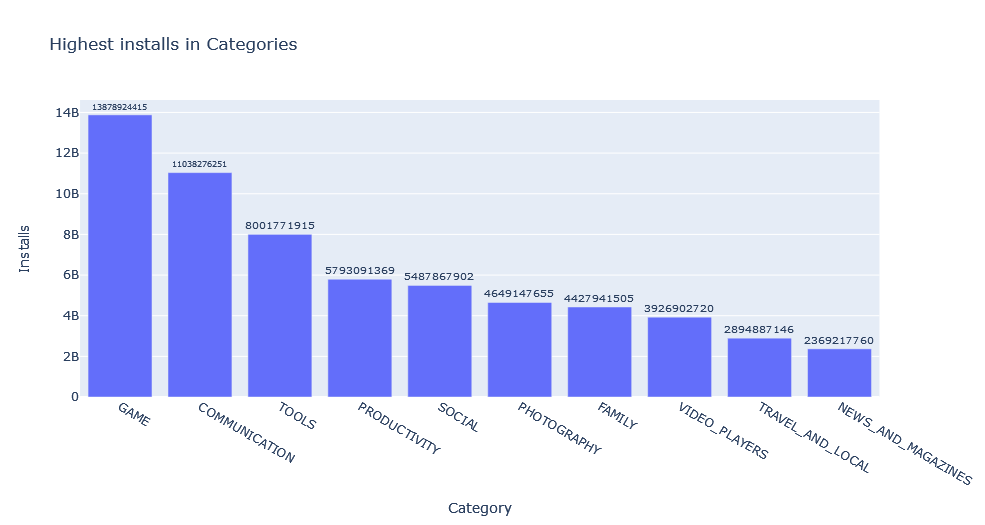 Highest installs in Categories
Installs
14B
12B
10B
8B
6B
4B
2B
0
13878924415
11038276251
8001771915
5793091369
5487867902
4649147655
4427941505
3926902720
2894887146
2369217760
GAME
COMMUNICATION
TOOLS
PRODUCTIVITY
SOCIAL
PHOTOGRAPHY
FAMILY
VIDEO_PLAYERS
TRAVEL_AND_LOCAL
NEWS_AND_MAGAZINES
Category